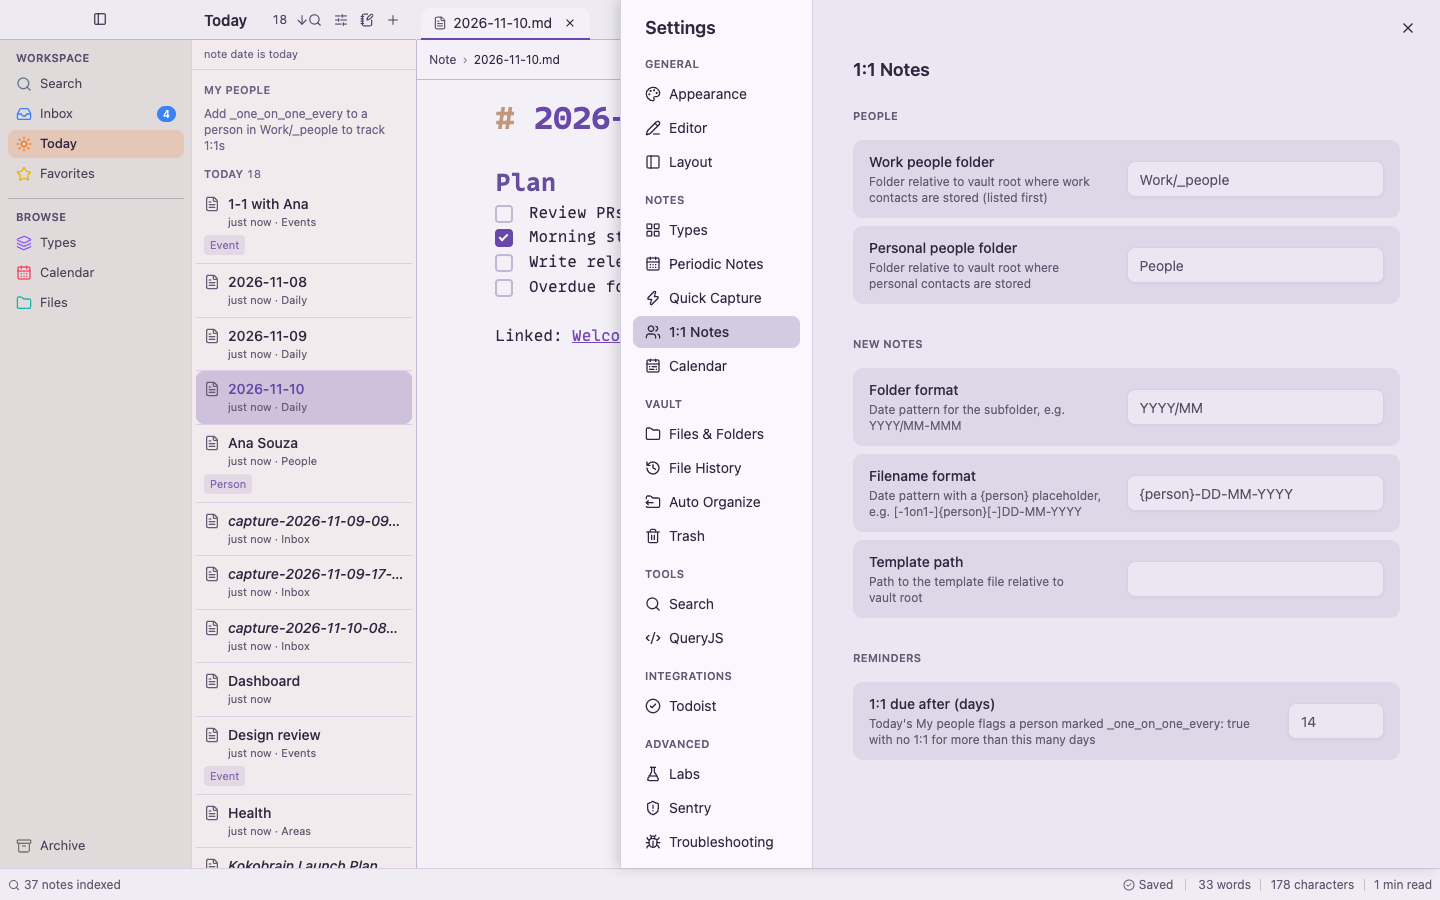 Today
18
note date is today
WORKSPACE
Search
Inbox
4
Today
Favorites
BROWSE
Types
Calendar
Files
Archive
MY PEOPLE
Add _one_on_one_every to a
person in Work/_people to track
1:1s
TODAY 18
1-1 with Ana
just now · Events
Event
2026-11-08
just now · Daily
2026-11-09
just now · Daily
2026-11-10
just now · Daily
Ana Souza
just now · People
Person
capture-2026-11-09-09...
just now · Inbox
capture-2026-11-09-17-...
just now · Inbox
capture-2026-11-10-08...
just now · Inbox
Dashboard
just now
Design review
just now · Events
Event
Health
just now · Areas
Kokobrain Launch Plan
2026-11-10.md
Note › 2026-11-10.md
# 2026-
Plan
Review PRs
Morning st
Write rele
Overdue fo
Linked: Welco
Settings
GENERAL
Appearance
Editor
Layout
NOTES
Types
Periodic Notes
Quick Capture
1:1 Notes
Calendar
VAULT
Files & Folders
File History
Auto Organize
Trash
TOOLS
Search
QueryJS
INTEGRATIONS
Todoist
ADVANCED
Labs
Sentry
Troubleshooting
1:1 Notes
PEOPLE
Work people folder
Folder relative to vault root where work
contacts are stored (listed first)
Work/_people
Personal people folder
Folder relative to vault root where
personal contacts are stored
People
NEW NOTES
Folder format
Date pattern for the subfolder, e.g.
YYYY/MM-MMM
YYYY/MM
Filename format
Date pattern with a {person} placeholder,
e.g. [-1on1-]{person}[-]DD-MM-YYYY
{person}-DD-MM-YYYY
Template path
Path to the template file relative to
vault root
REMINDERS
1:1 due after (days)
Today's My people flags a person marked _one_on_one_every: true
with no 1:1 for more than this many days
14
37 notes indexed
Saved
33 words
178 characters
1 min read